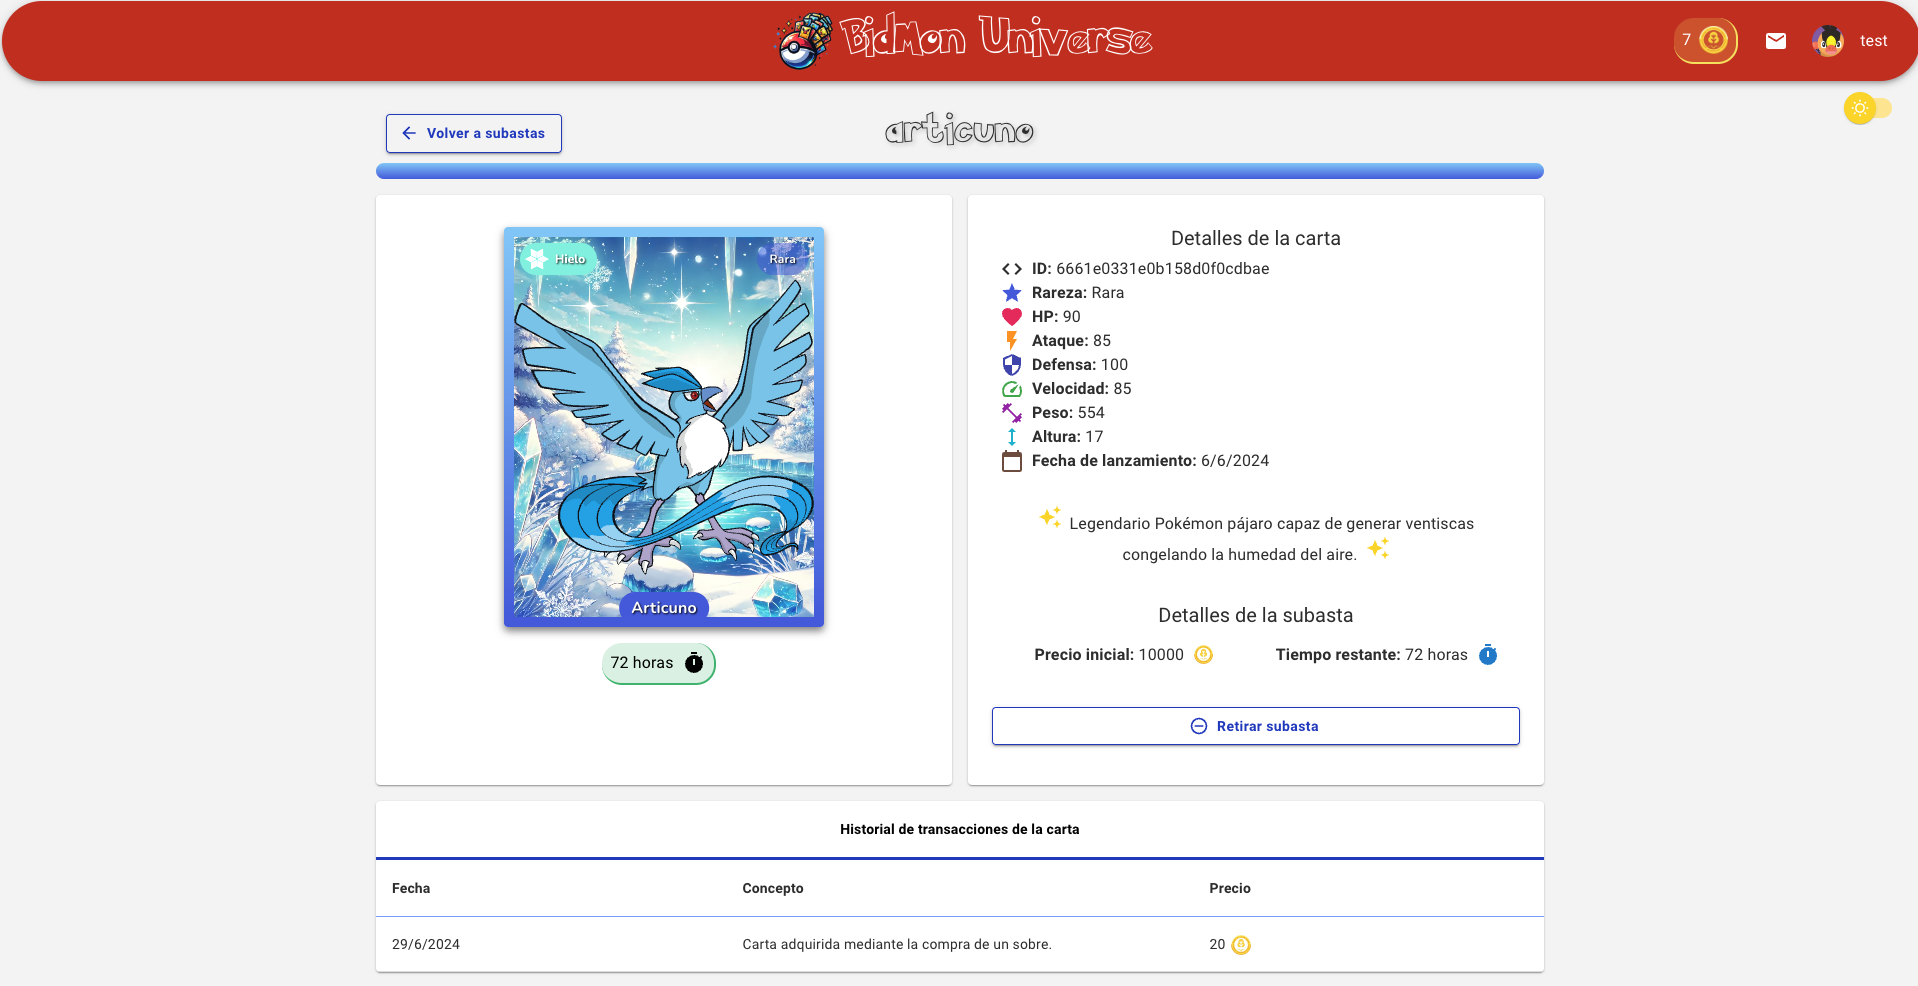 BidMon Universe
7
test
Volver a subastas
articuno
Hielo
Rara
Articuno
72 horas
Detalles de la carta
ID: 6661e0331e0b158d0f0cdbae
Rareza: Rara
HP: 90
Ataque: 85
Defensa: 100
Velocidad: 85
Peso: 554
Altura: 17
Fecha de lanzamiento: 6/6/2024
Legendario Pokémon pájaro capaz de generar ventiscas
congelando la humedad del aire.
Detalles de la subasta
Precio inicial: 10000
Tiempo restante: 72 horas
Retirar subasta
Historial de transacciones de la carta
Fecha Concepto Precio
29/6/2024 Carta adquirida mediante la compra de un sobre. 20